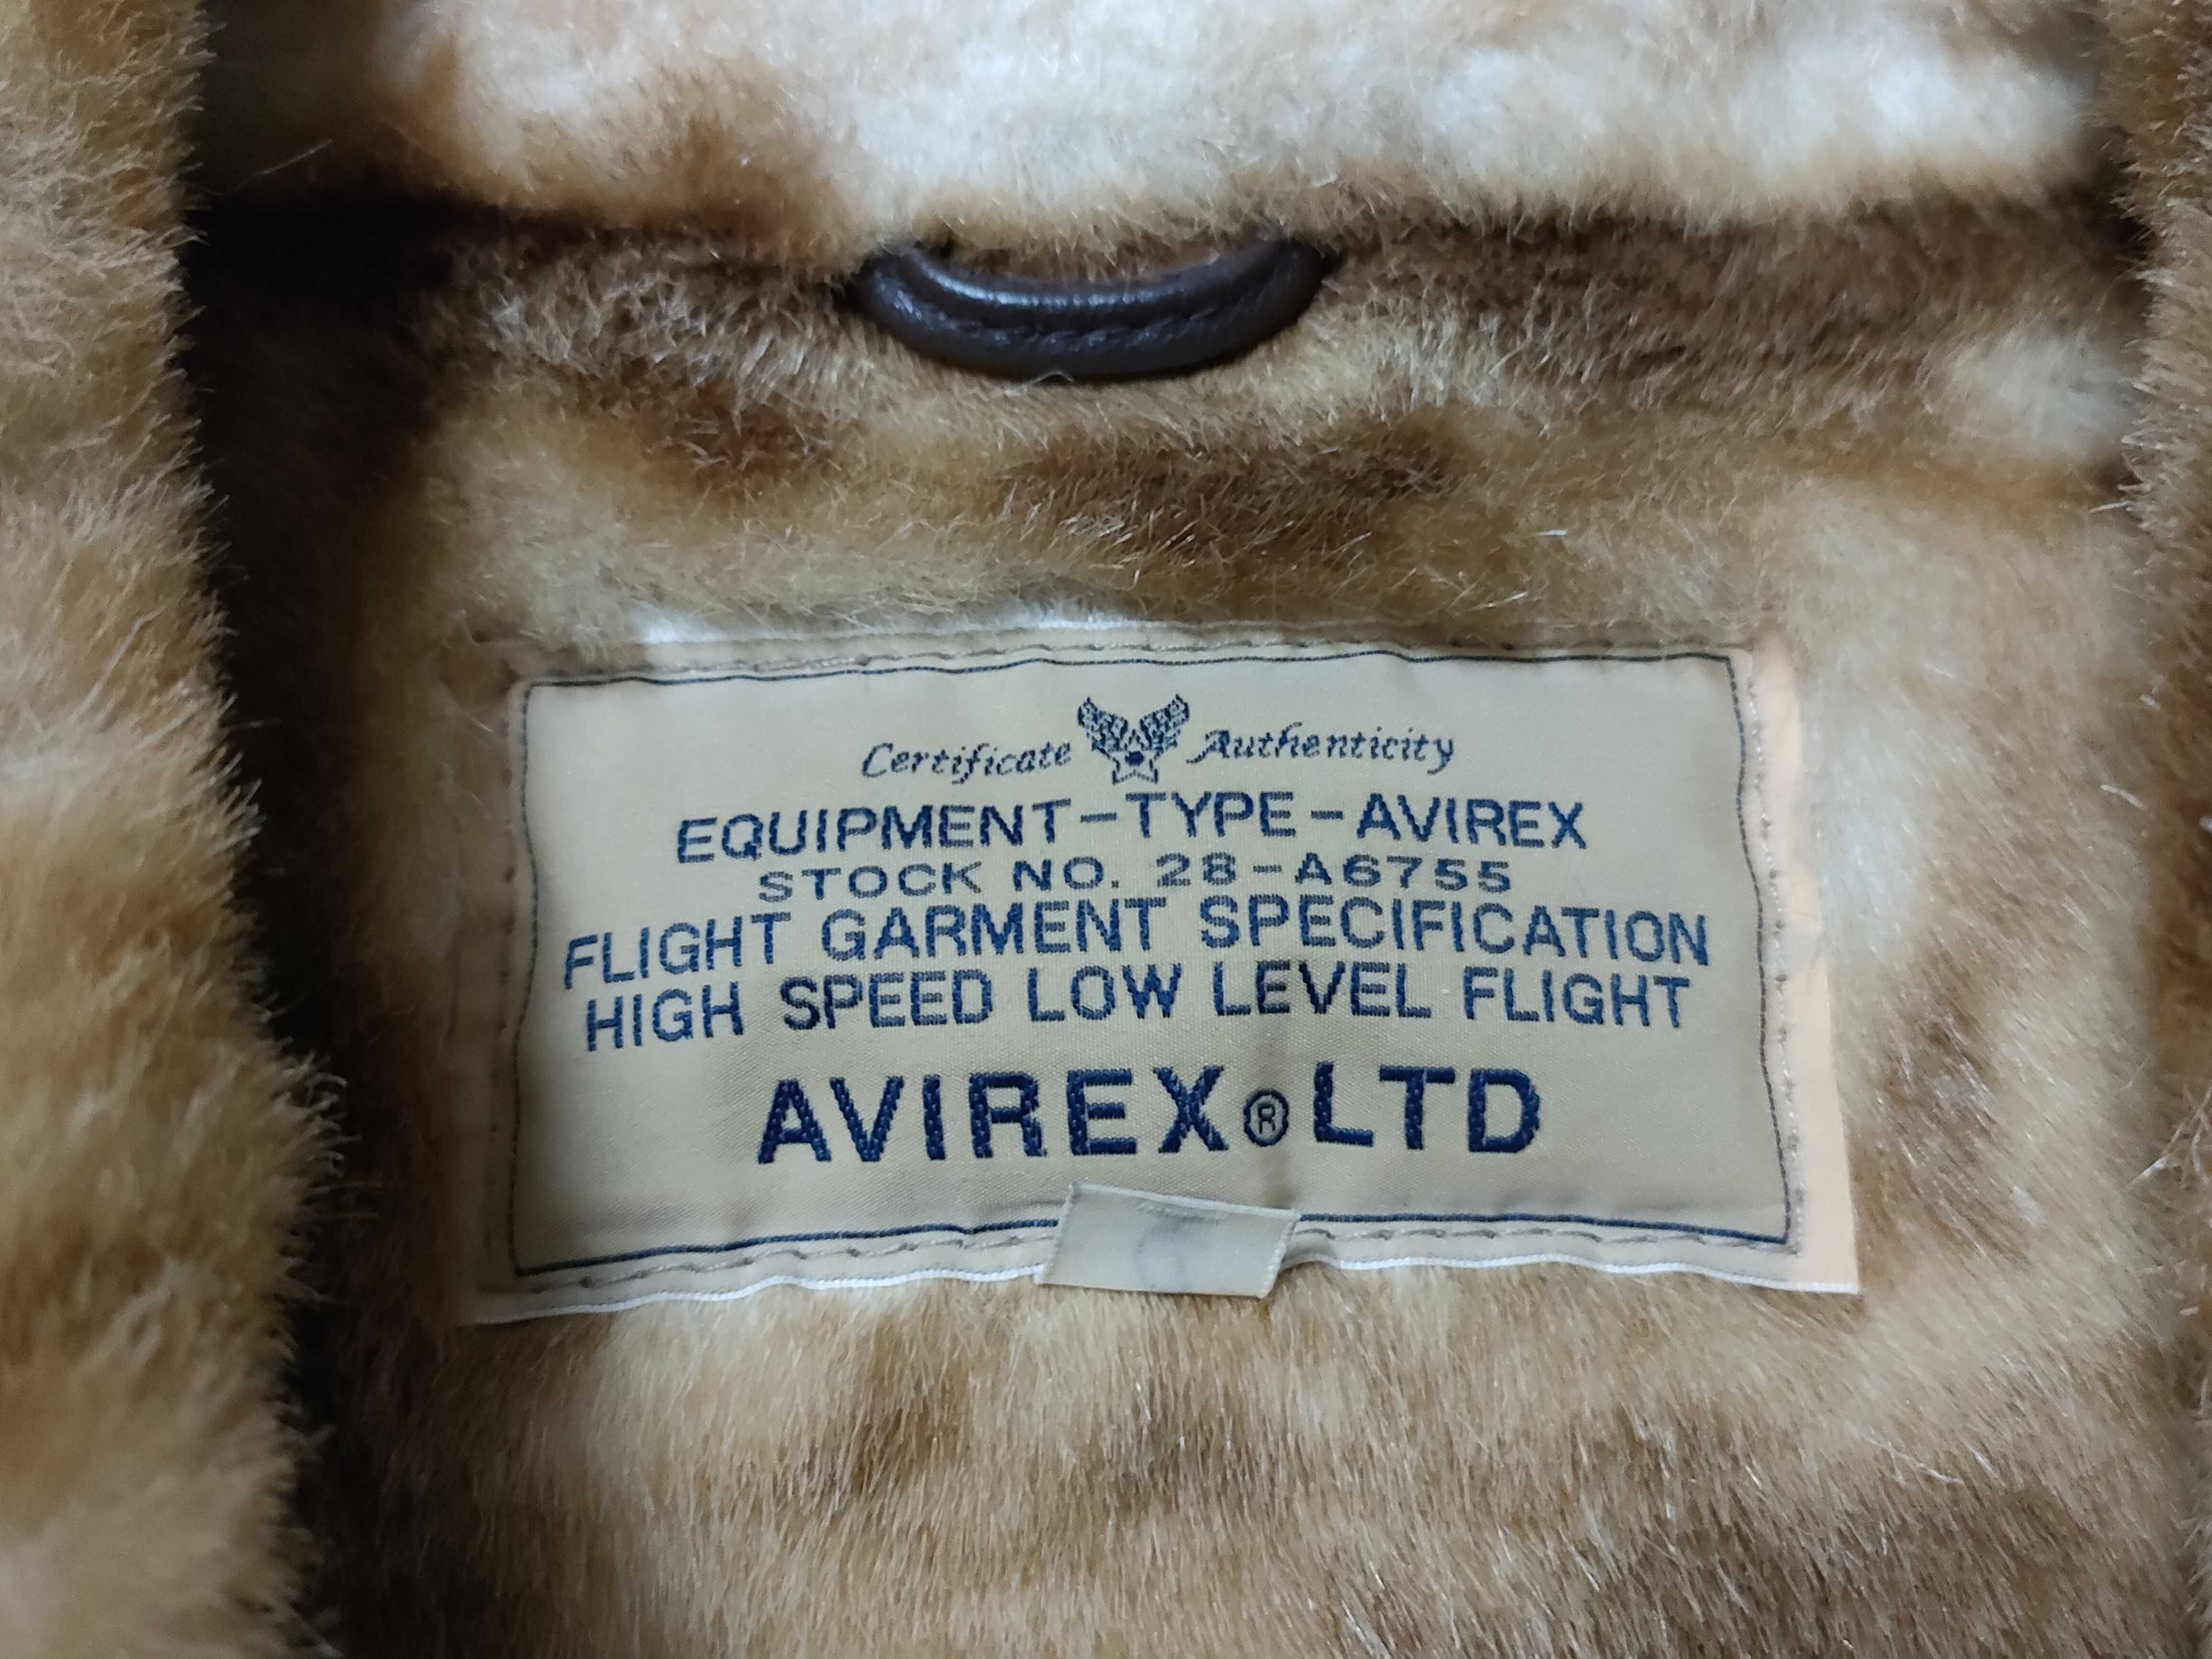 Certificate Authenticity
EQUIPMENT-TYPE-AVIREX
STOCK NO. 28-A6755
FLIGHT GARMENT SPECIFICATION
HIGH SPEED LOW LEVEL FLIGHT
AVIREX®LTD